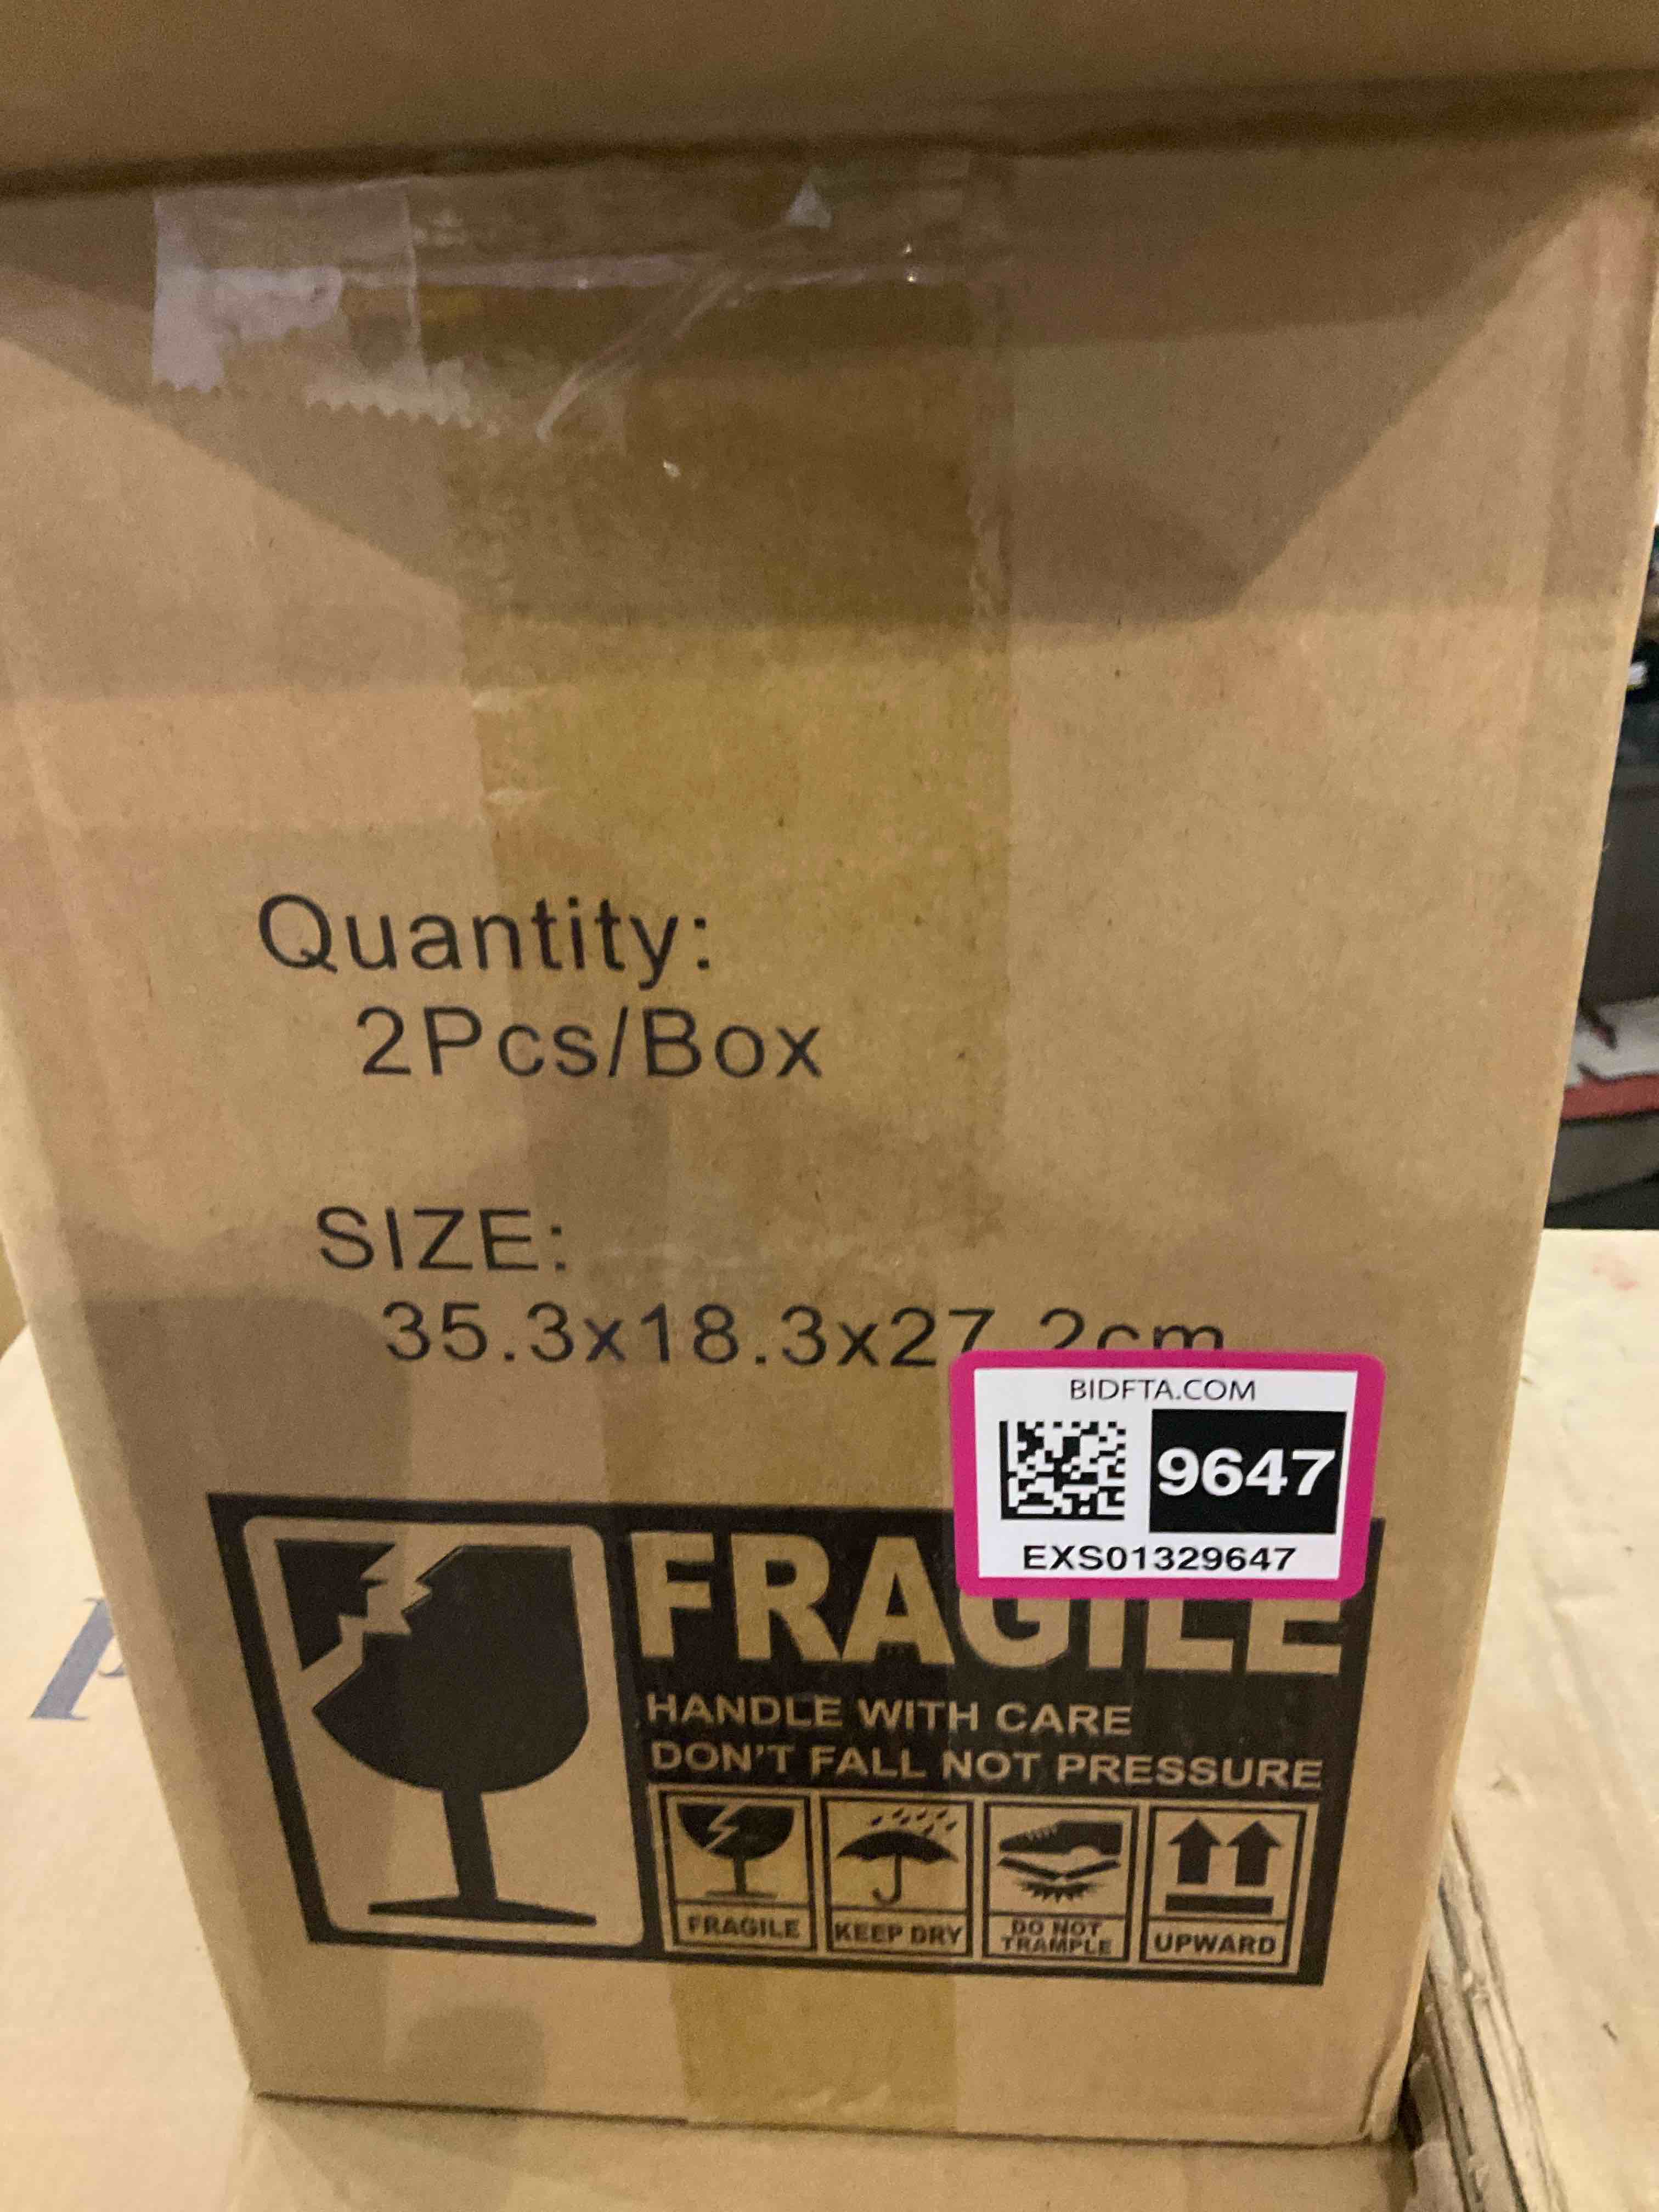 Quantity:
2Pcs/Box
SIZE:
35.3x18.3x27.2cm
BIDFTA.COM
9647
EXS01329647
FRAGILE
HANDLE WITH CARE
DON'T FALL NOT PRESSURE
FRAGILE
KEEP DRY
DO NOT
TRAMPLE
UPWARD